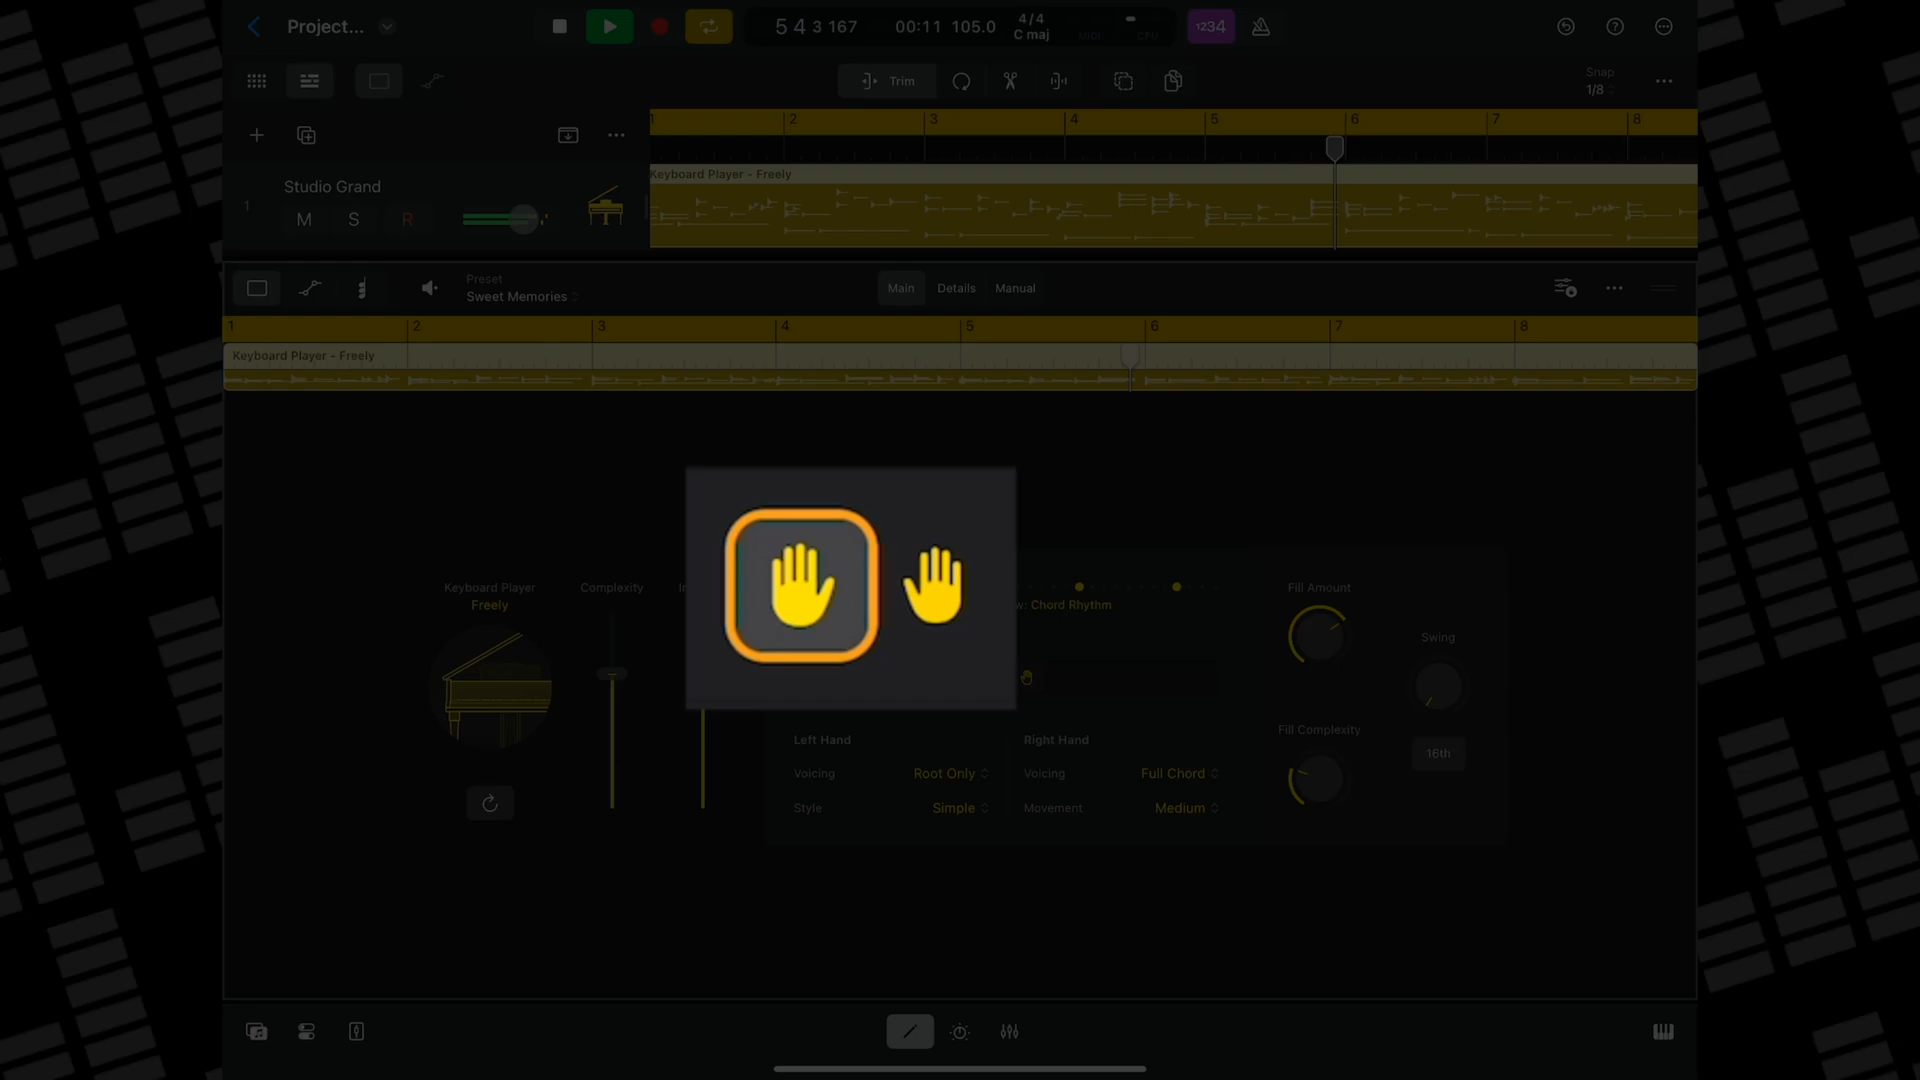 Project...
5 4 3 167
00:11
105.0
4/4
C maj
MIDI
CPU
1234
Trim
Snap
1/8
1 2 3 4 5 6 7 8
Keyboard Player - Freely
1
Studio Grand
M S R
Preset
Sweet Memories
Main
Details
Manual
1 2 3 4 5 6 7 8
Keyboard Player - Freely
Keyboard Player
Freely
Complexity
: Chord Rhythm
Fill Amount
Swing
Fill Complexity
16th
Left Hand
Voicing
Root Only
Style
Simple
Right Hand
Voicing
Full Chord
Movement
Medium